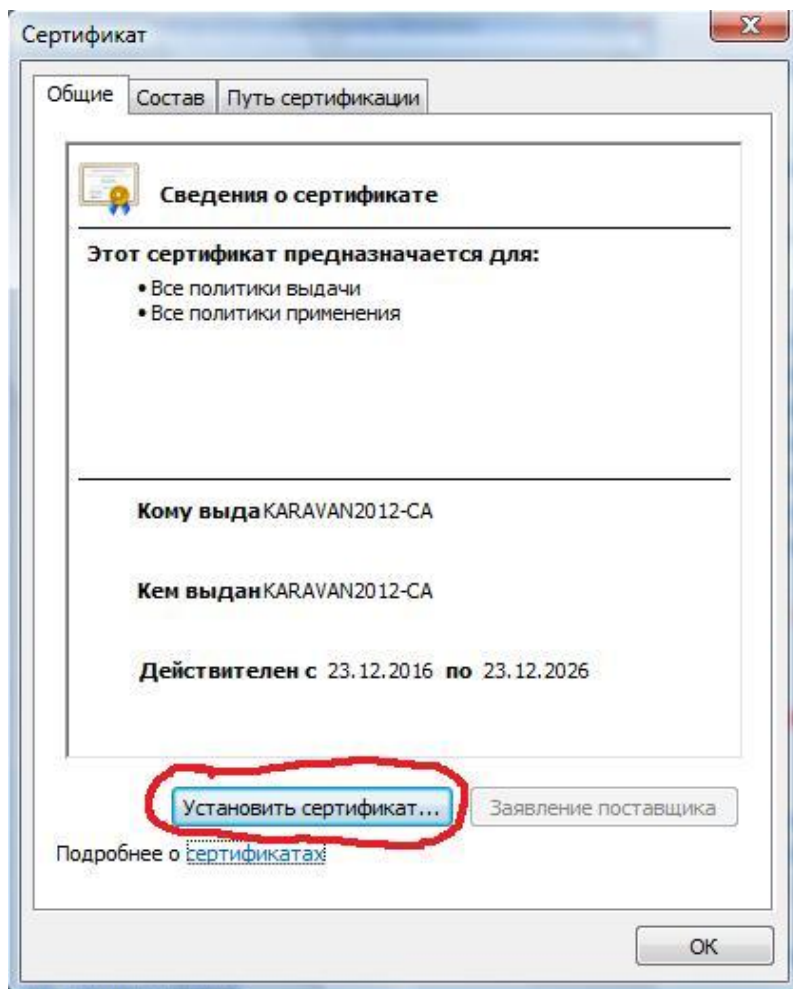 Сертификат
Общие Состав Путь сертификации
Сведения о сертификате
Этот сертификат предназначается для:
• Все политики выдачи
• Все политики применения
Кому выда KARAVAN2012-CA
Кем выдан KARAVAN2012-CA
Действителен с 23.12.2016 по 23.12.2026
Установить сертификат... Заявление поставщика
Подробнее о сертификатах
ОК